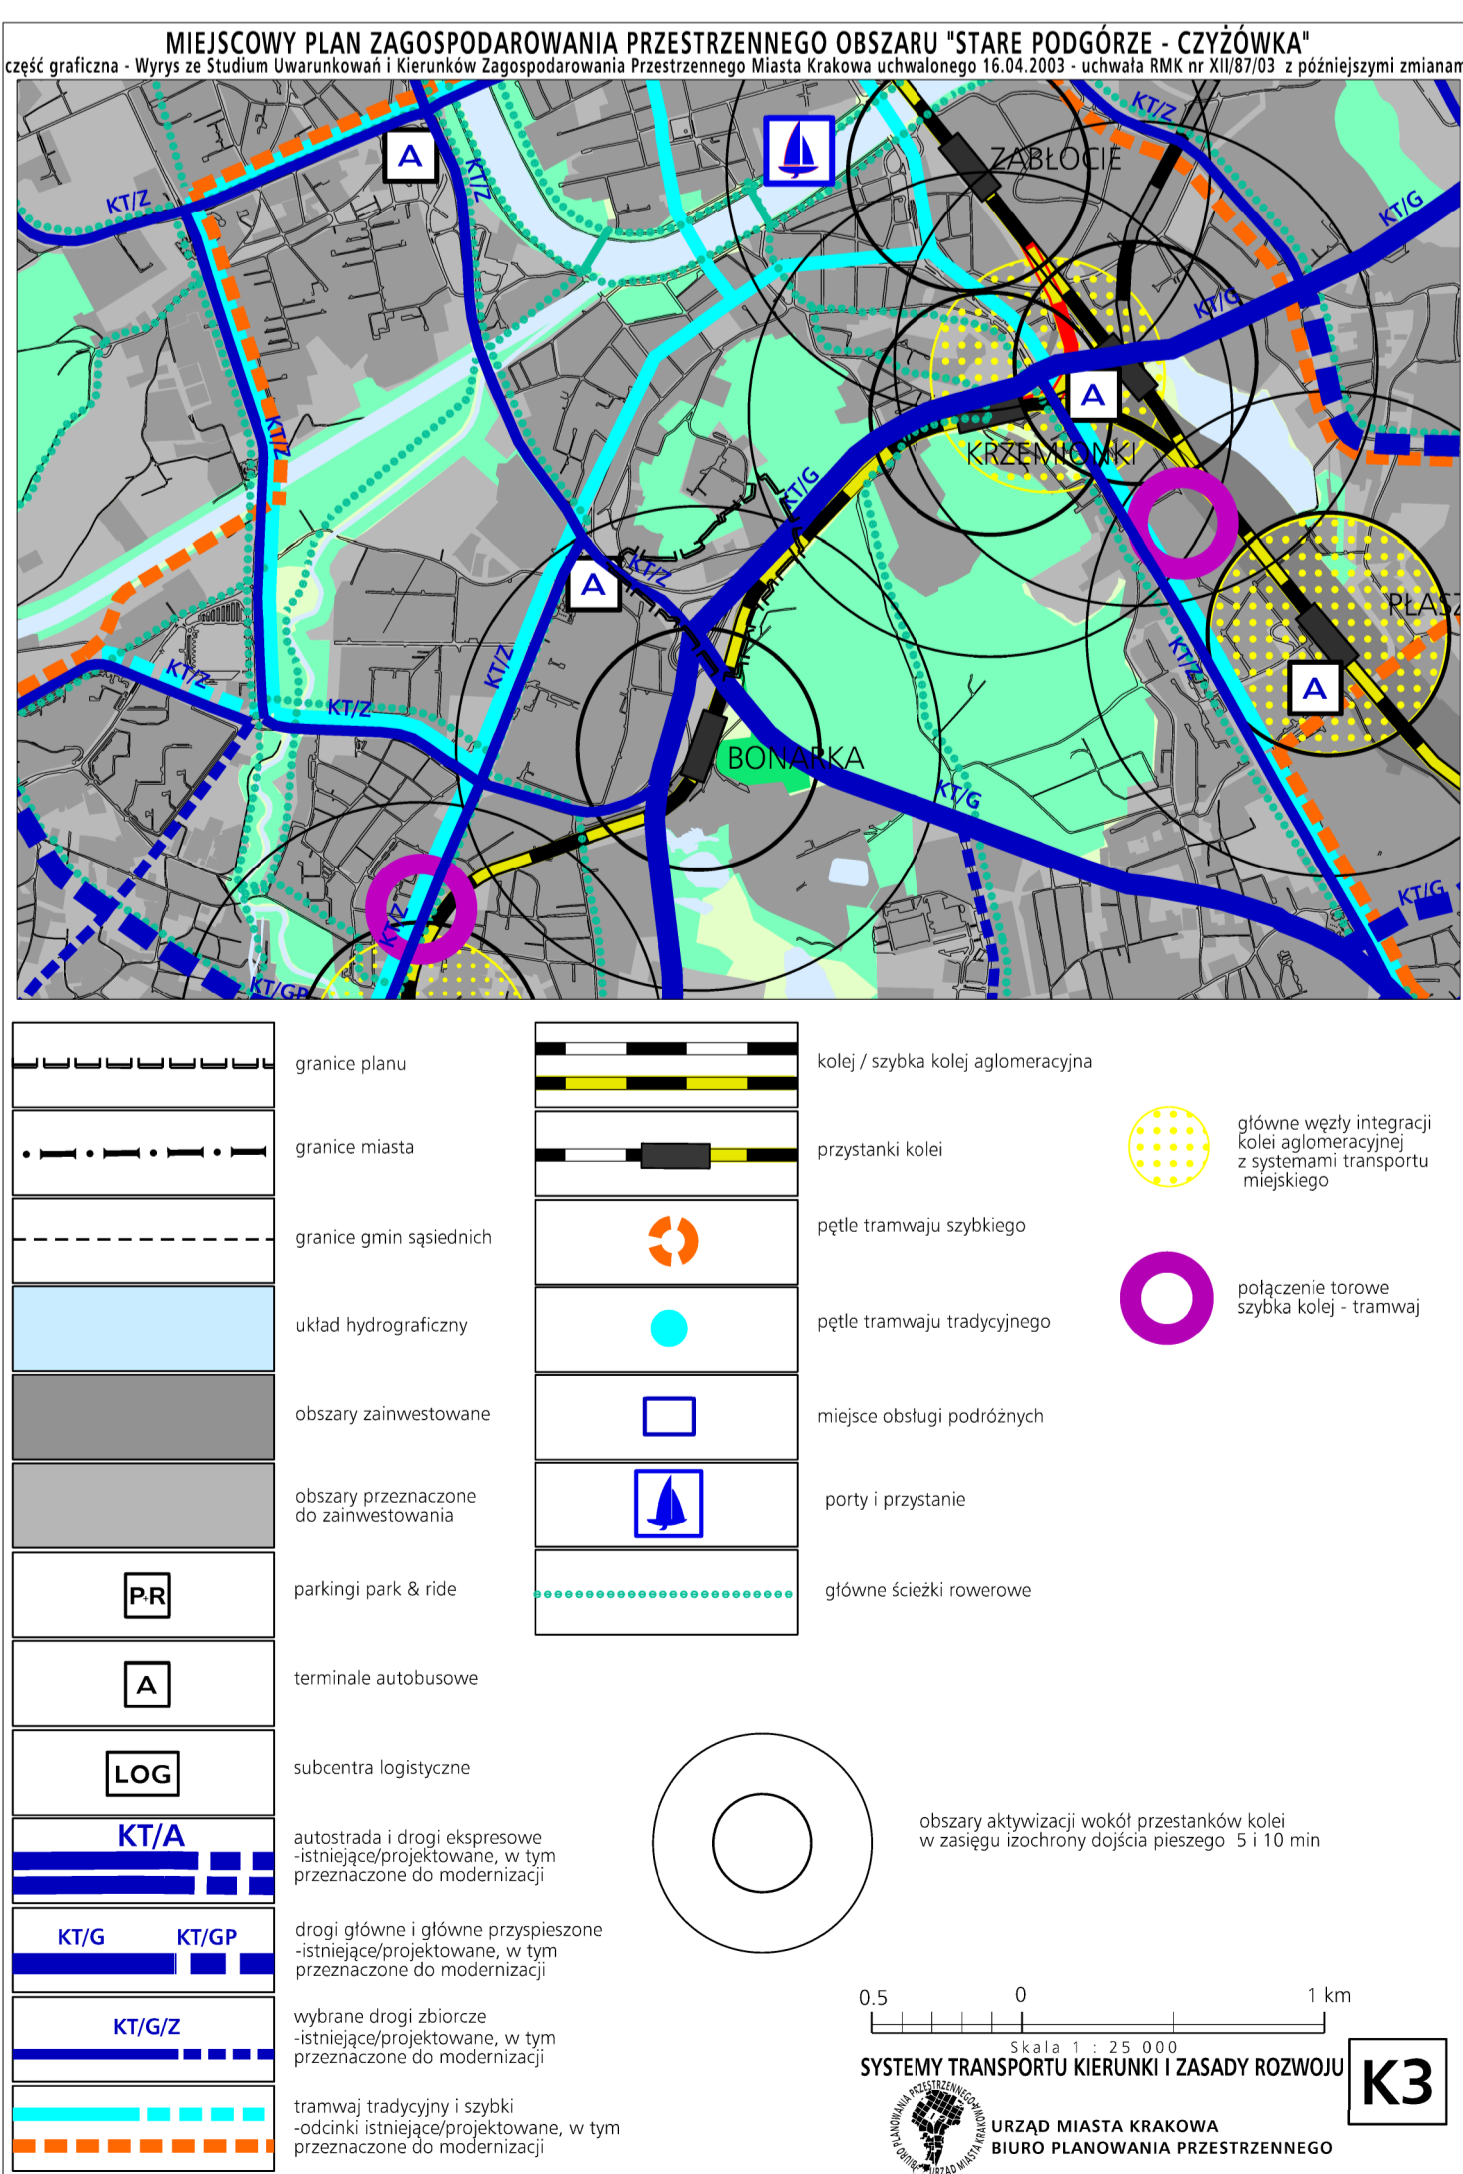 MIEJSCOWY PLAN ZAGOSPODAROWANIA PRZESTRZENNEGO OBSZARU "STARE PODGÓRZE - CZYŻÓWKA"
część graficzna - Wyrys ze Studium Uwarunkowań i Kierunków Zagospodarowania Przestrzennego Miasta Krakowa uchwalonego 16.04.2003 - uchwała RMK nr XII/87/03 z późniejszymi zmianam
KT/Z
A
KT/Z
ZABŁOCIE
KT/Z
KT/G
KT/G
KT/Z
A
KRZEMIONKI
KT/G
KT/Z
A
KT/Z
PŁASZ
KT/Z
KT/Z
A
KT/Z
BONARKA
KT/G
KT/G
KT/Z
KT/GP
granice planu
granice miasta
granice gmin sąsiednich
układ hydrograficzny
obszary zainwestowane
obszary przeznaczone
do zainwestowania
P+R
parkingi park & ride
A
terminale autobusowe
LOG
subcentra logistyczne
KT/A
autostrada i drogi ekspresowe
-istniejące/projektowane, w tym
przeznaczone do modernizacji
KT/G KT/GP
drogi główne i główne przyspieszone
-istniejące/projektowane, w tym
przeznaczone do modernizacji
KT/G/Z
wybrane drogi zbiorcze
-istniejące/projektowane, w tym
przeznaczone do modernizacji
tramwaj tradycyjny i szybki
-odcinki istniejące/projektowane, w tym
przeznaczone do modernizacji
kolej / szybka kolej aglomeracyjna
przystanki kolei
pętle tramwaju szybkiego
pętle tramwaju tradycyjnego
miejsce obsługi podróżnych
porty i przystanie
główne ścieżki rowerowe
główne węzły integracji
kolei aglomeracyjnej
z systemami transportu
miejskiego
połączenie torowe
szybka kolej - tramwaj
obszary aktywizacji wokół przestanków kolei
w zasięgu izochrony dojścia pieszego 5 i 10 min
0.5 0 1 km
Skala 1 : 25 000
SYSTEMY TRANSPORTU KIERUNKI I ZASADY ROZWOJU
K3
BIURO PLANOWANIA PRZESTRZENNEGO
URZĄD MIASTA KRAKOWA
URZĄD MIASTA KRAKOWA
BIURO PLANOWANIA PRZESTRZENNEGO